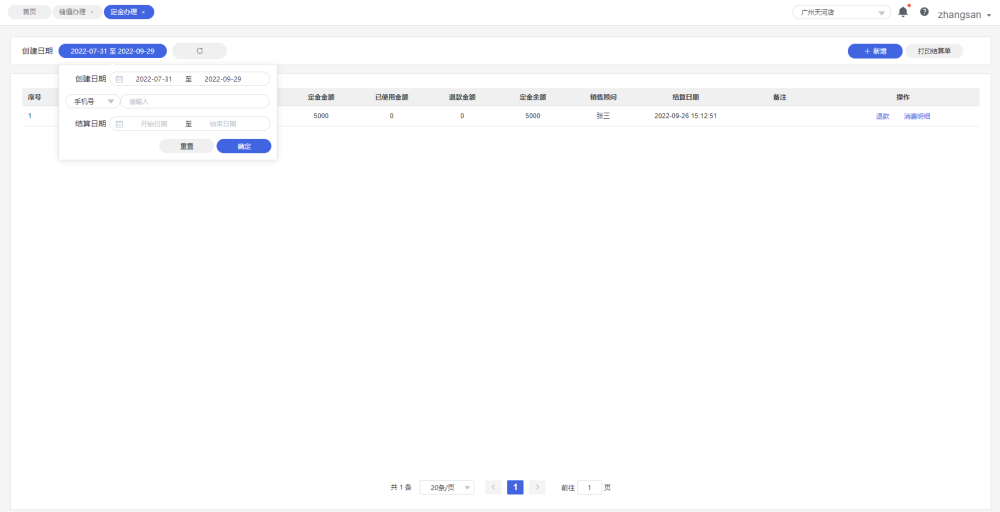 首页 储值办理 × 定金办理 × 广州天河店 zhangsan
创建日期 2022-07-31 至 2022-09-29 + 新增 打印结算单
创建日期 2022-07-31 至 2022-09-29
手机号 请输入
结算日期 开始日期 至 结束日期
重置 确定
序号 定金金额 已使用金额 退款金额 定金余额 销售顾问 结算日期 备注 操作
1 5000 0 0 5000 张三 2022-09-26 15:12:51 退款 消费明细
共 1 条 20条/页 < 1 > 前往 1 页